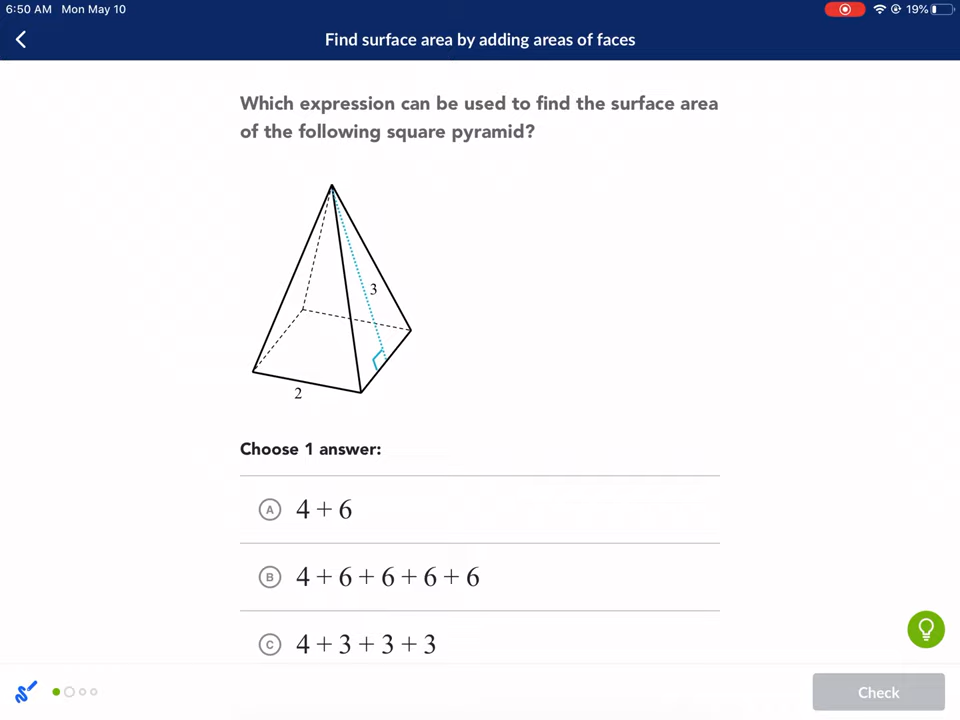 6:50 AM Mon May 10
19%
Find surface area by adding areas of faces
Which expression can be used to find the surface area
of the following square pyramid?
3
2
Choose 1 answer:
A 4 + 6
B 4 + 6 + 6 + 6 + 6
C 4 + 3 + 3 + 3
Check